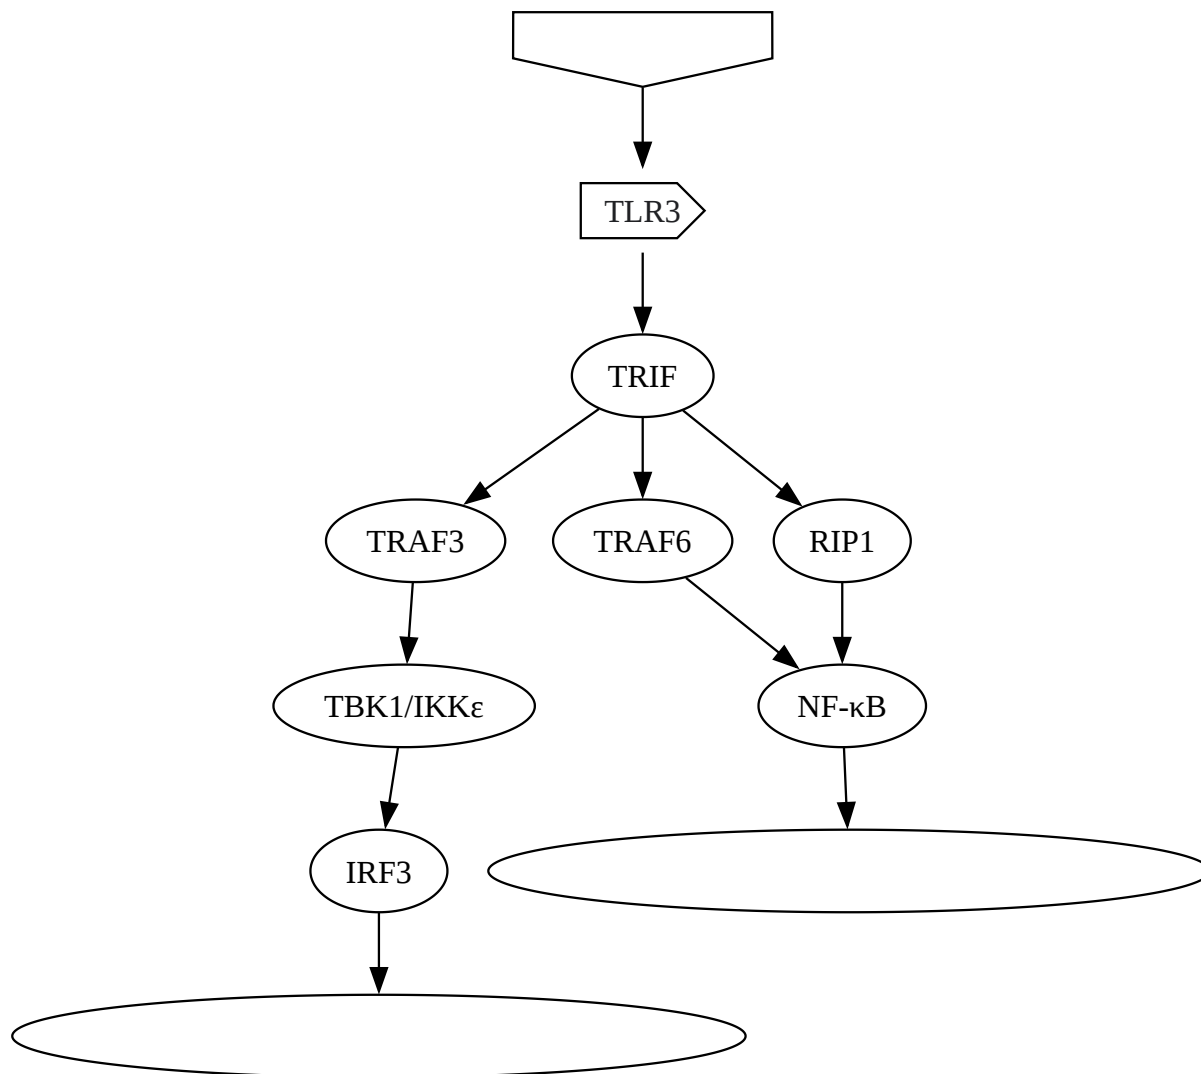 TLR3
TRIF
TRAF3
TRAF6
RIP1
TBK1/IKKε
NF-κB
IRF3